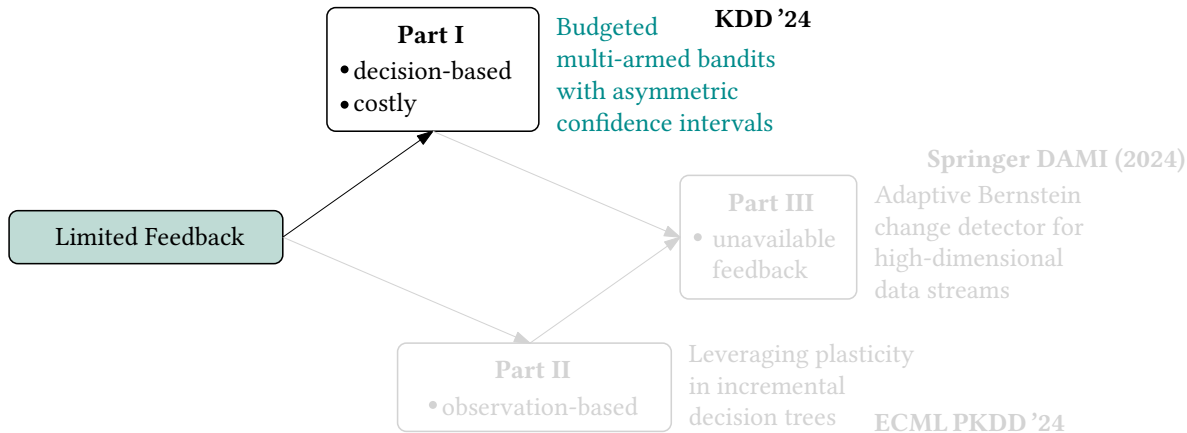 Part I
• decision-based
• costly
KDD ’24
Budgeted
multi-armed bandits
with asymmetric
confidence intervals
Limited Feedback
Springer DAMI (2024)
Part III
• unavailable
feedback
Adaptive Bernstein
change detector for
high-dimensional
data streams
Part II
• observation-based
Leveraging plasticity
in incremental
decision trees
ECML PKDD ’24